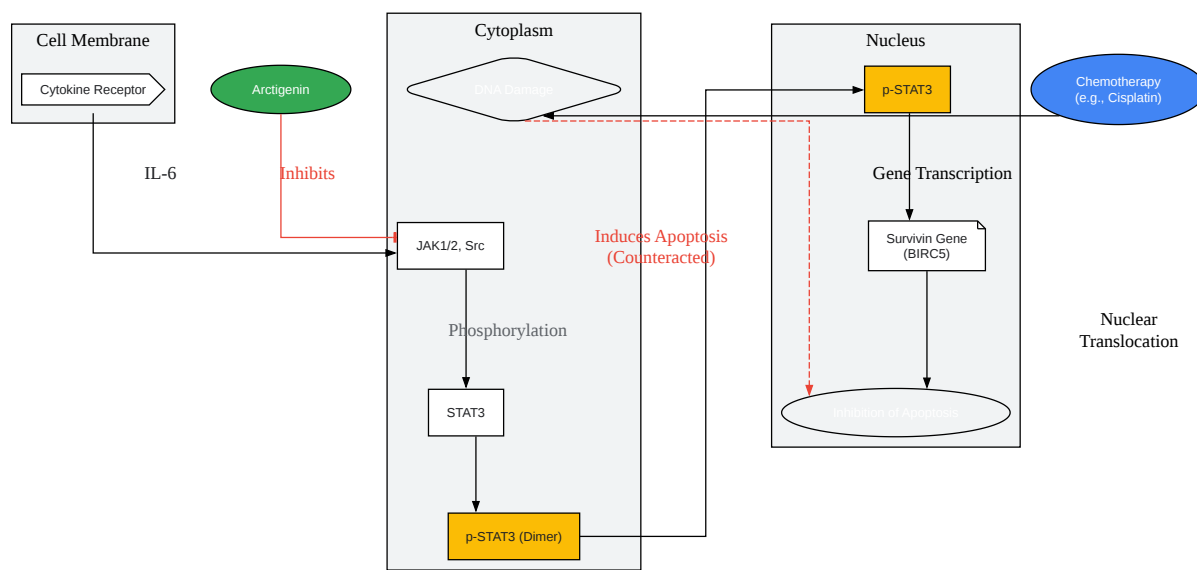 Cell Membrane
Cytokine Receptor
IL-6
Arctigenin
Inhibits
Cytoplasm
DNA Damage
JAK1/2, Src
Phosphorylation
STAT3
p-STAT3 (Dimer)
Induces Apoptosis
(Counteracted)
Nucleus
p-STAT3
Gene Transcription
Survivin Gene
(BIRC5)
Inhibition of Apoptosis
Chemotherapy
(e.g., Cisplatin)
Nuclear
Translocation